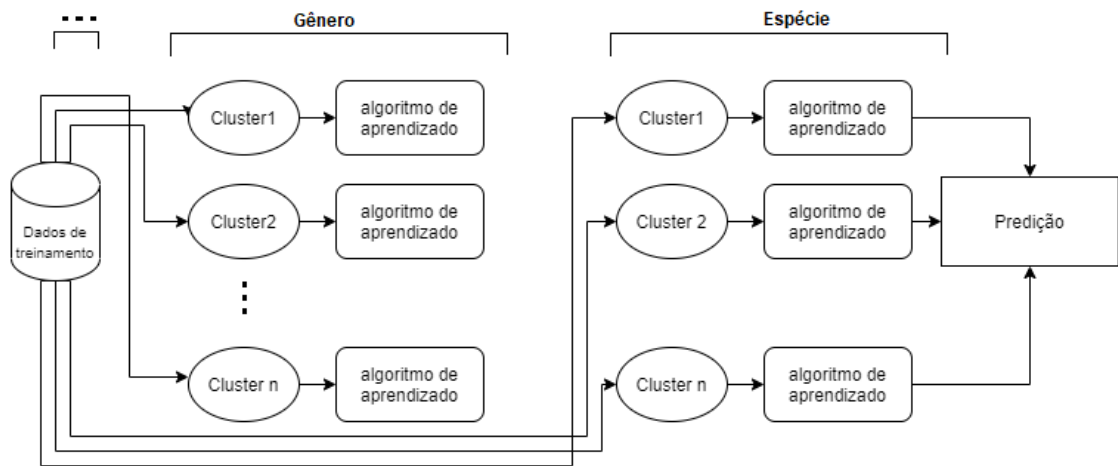 Gênero
Espécie
Cluster1
algoritmo de
aprendizado
Cluster1
algoritmo de
aprendizado
Dados de
treinamento
Cluster2
algoritmo de
aprendizado
Cluster 2
algoritmo de
aprendizado
Predição
Cluster n
algoritmo de
aprendizado
Cluster n
algoritmo de
aprendizado